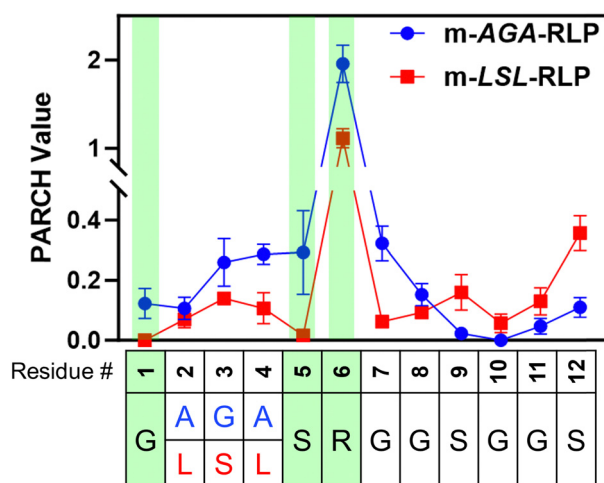 m-AGA-RLP
m-LSL-RLP
PARCH Value
2
1
0.4
0.2
0.0
Residue # 1 2 3 4 5 6 7 8 9 10 11 12
A G A
G S R G G S G G S
L S L